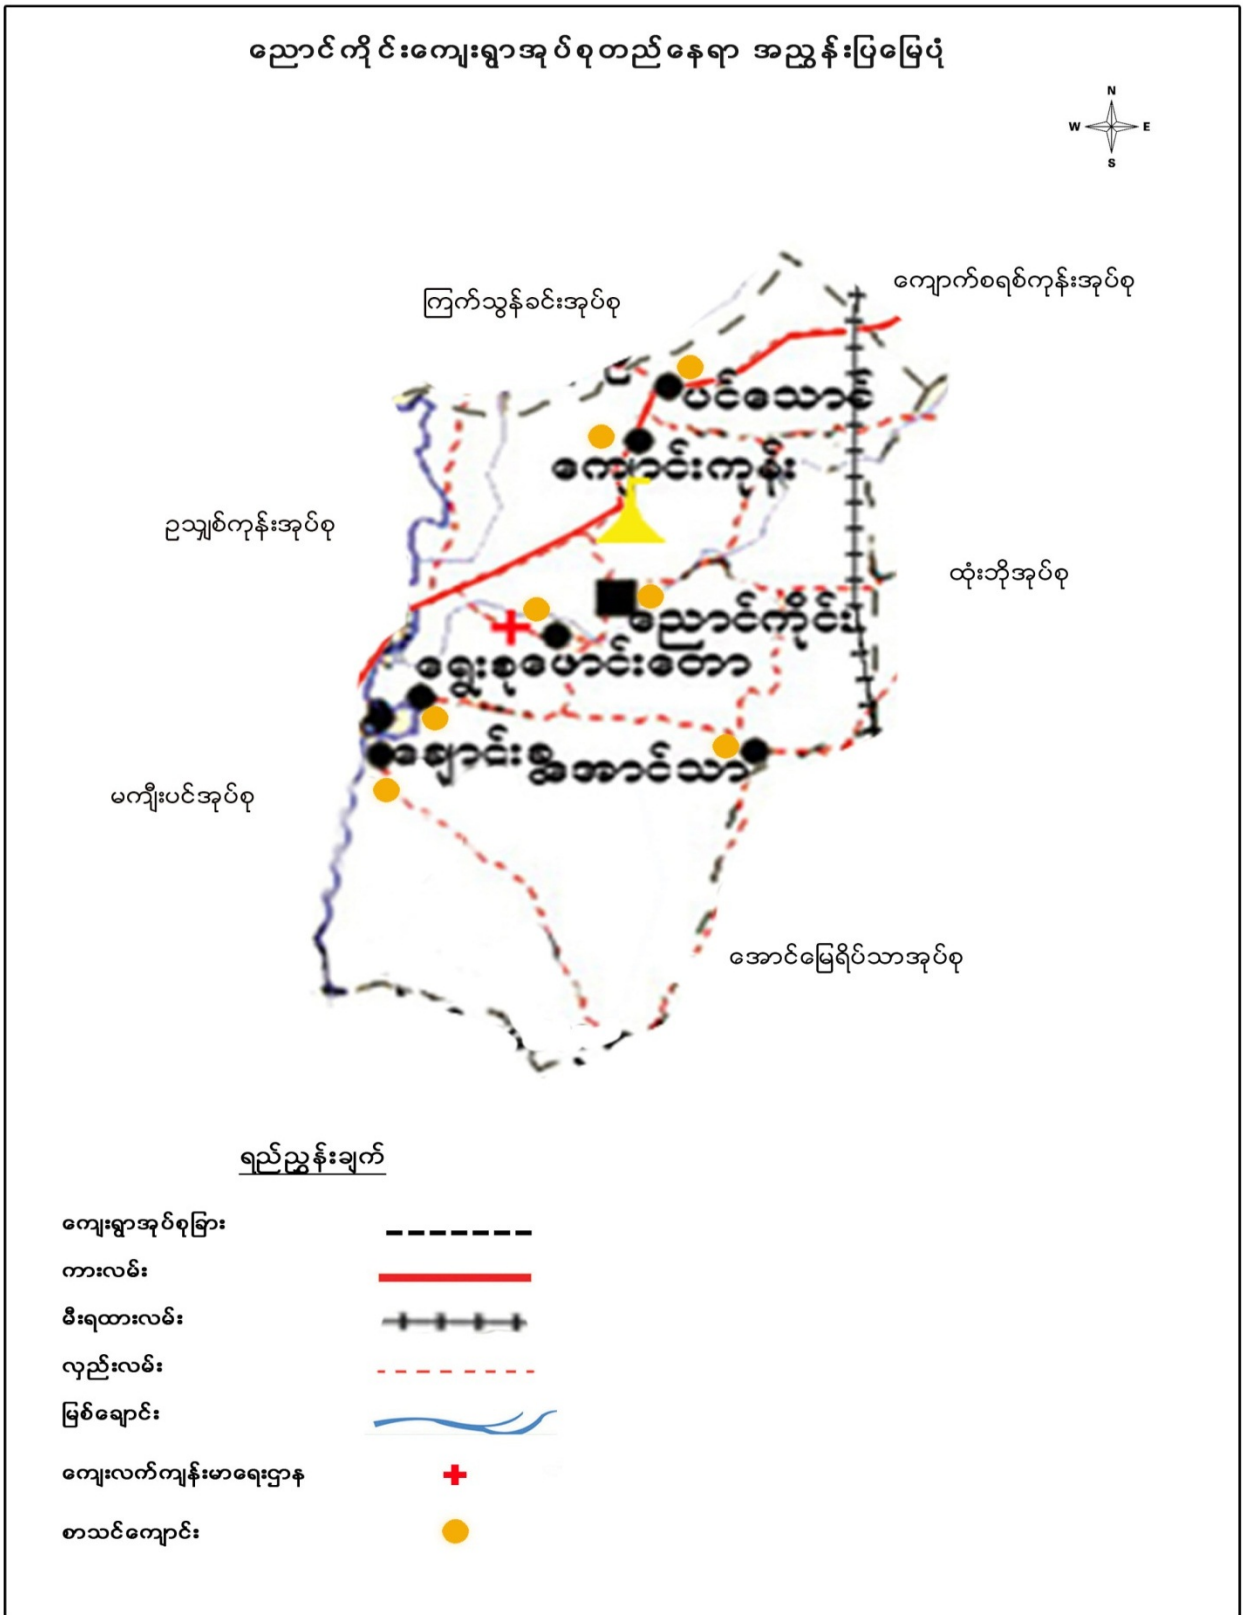 ညောင်ကိုင်းကျေးရွာအုပ်စုတည်နေရာ အညွှန်းပြမြေပုံ
N
W E
S
ကျောက်စရစ်ကုန်းအုပ်စု
ကြက်သွန်ခင်းအုပ်စု
ပင်သောင်
ကျောင်းကုန်း
ဥသျှစ်ကုန်းအုပ်စု
ထုံးဘိုအုပ်စု
ညောင်ကိုင်း
ရွေးစု
ဖောင်းတော
ချောင်းစွ
အောင်သာ
မကျီးပင်အုပ်စု
အောင်မြေရိပ်သာအုပ်စု
ရည်ညွှန်းချက်
ကျေးရွာအုပ်စုခြား
ကားလမ်း
မီးရထားလမ်း
လှည်းလမ်း
မြစ်ချောင်း
ကျေးလက်ကျန်းမာရေးဌာန
စာသင်ကျောင်း